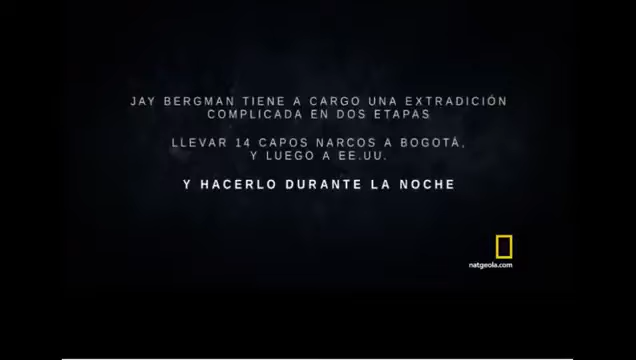 JAY BERGMAN TIENE A CARGO UNA EXTRADICIÓN
COMPLICADA EN DOS ETAPAS
LLEVAR 14 CAPOS NARCOS A BOGOTÁ,
Y LUEGO A EE.UU.
Y HACERLO DURANTE LA NOCHE
natgeola.com